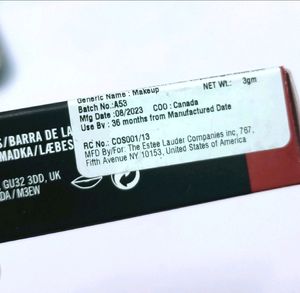 Generic Name : Makeup
NET WT.: 3gm
Batch No.:A53
Mfg Date :08/2023 COO : Canada
Use By : 36 months from Manufactured Date
RC No.: COS001/13
MFD By/For: The Estee Lauder Companies inc, 767,
Fifth Avenue NY 10153, United States of America
S/BARRA DE LA
MADKA/LÆBES
, GU32 3DD, UK
DA / M3EW